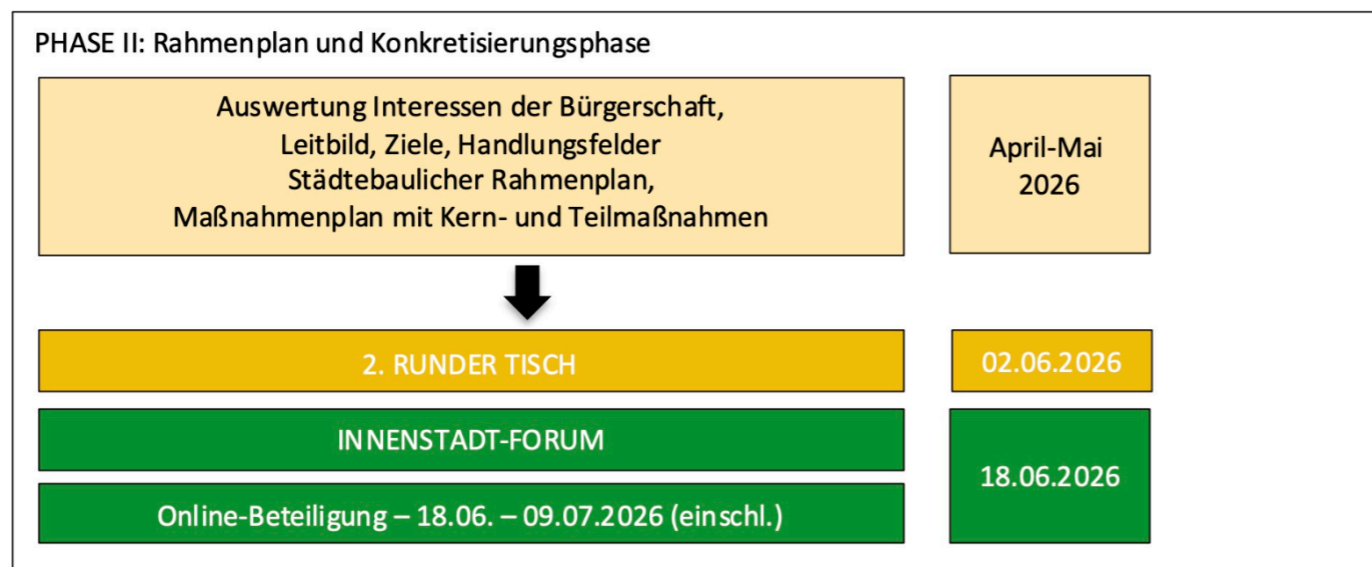 PHASE II: Rahmenplan und Konkretisierungsphase
Auswertung Interessen der Bürgerschaft,
Leitbild, Ziele, Handlungsfelder
Städtebaulicher Rahmenplan,
Maßnahmenplan mit Kern- und Teilmaßnahmen
April-Mai
2026
2. RUNDER TISCH
02.06.2026
INNENSTADT-FORUM
Online-Beteiligung – 18.06. – 09.07.2026 (einschl.)
18.06.2026